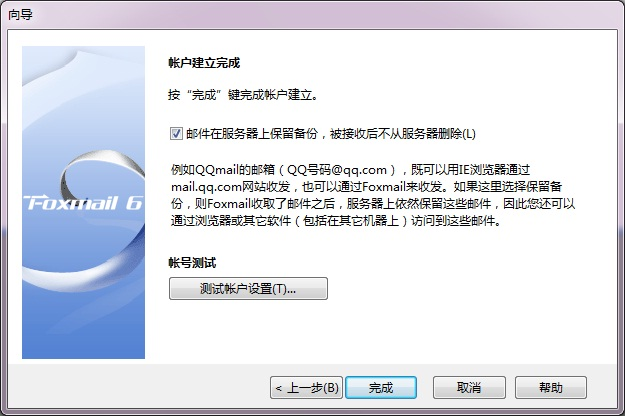 向导
帐户建立完成
按“完成”键完成帐户建立。
邮件在服务器上保留备份，被接收后不从服务器删除(L)
例如QQmail的邮箱（QQ号码@qq.com），既可以用IE浏览器通过
mail.qq.com网站收发，也可以通过Foxmail来收发。如果这里选择保留备
份，则Foxmail收取了邮件之后，服务器上依然保留这些邮件，因此您还可以
通过浏览器或其它软件（包括在其它机器上）访问到这些邮件。
Foxmail 6
帐号测试
测试帐户设置(T)...
< 上一步(B)
完成
取消
帮助